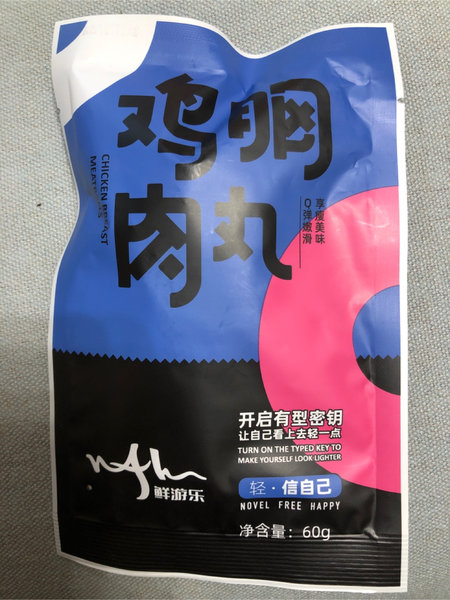 鸡胸
肉丸
CHICKEN BREAST
MEATBALLS
享瘦美味
Q弹嫩滑
开启有型密钥
让自己看上去轻一点
TURN ON THE TYPED KEY TO
MAKE YOURSELF LOOK LIGHTER
鲜游乐
轻·信自己
NOVEL FREE HAPPY
净含量：60g